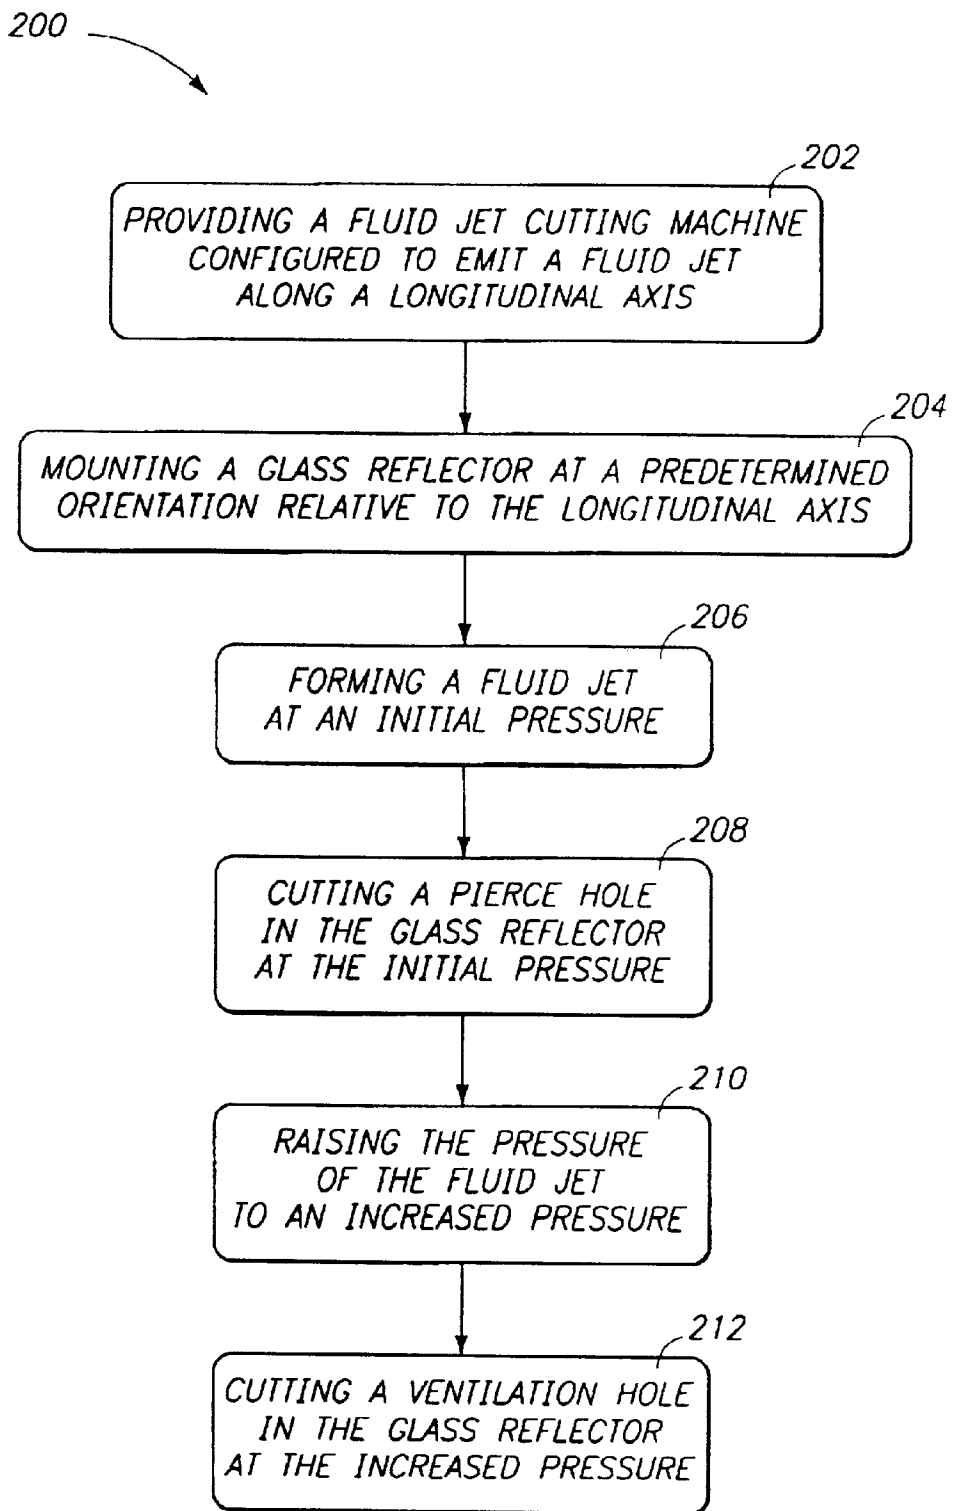 200
202
PROVIDING A FLUID JET CUTTING MACHINE
CONFIGURED TO EMIT A FLUID JET
ALONG A LONGITUDINAL AXIS
204
MOUNTING A GLASS REFLECTOR AT A PREDETERMINED
ORIENTATION RELATIVE TO THE LONGITUDINAL AXIS
206
FORMING A FLUID JET
AT AN INITIAL PRESSURE
208
CUTTING A PIERCE HOLE
IN THE GLASS REFLECTOR
AT THE INITIAL PRESSURE
210
RAISING THE PRESSURE
OF THE FLUID JET
TO AN INCREASED PRESSURE
212
CUTTING A VENTILATION HOLE
IN THE GLASS REFLECTOR
AT THE INCREASED PRESSURE